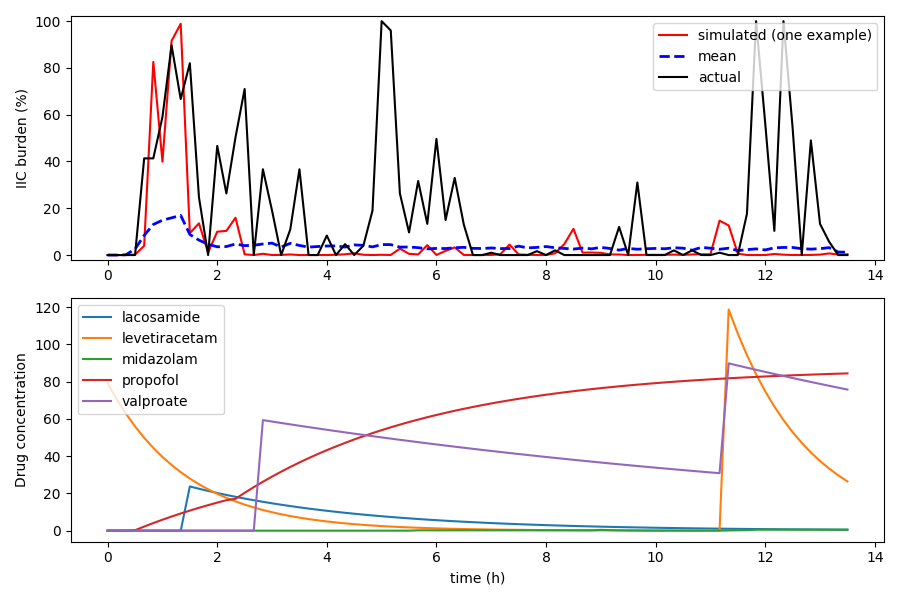 100
80
60
40
20
0
IIC burden (%)
simulated (one example)
mean
actual
0
2
4
6
8
10
12
14
120
100
80
60
40
20
0
Drug concentration
lacosamide
levetiracetam
midazolam
propofol
valproate
0
2
4
6
8
10
12
14
time (h)